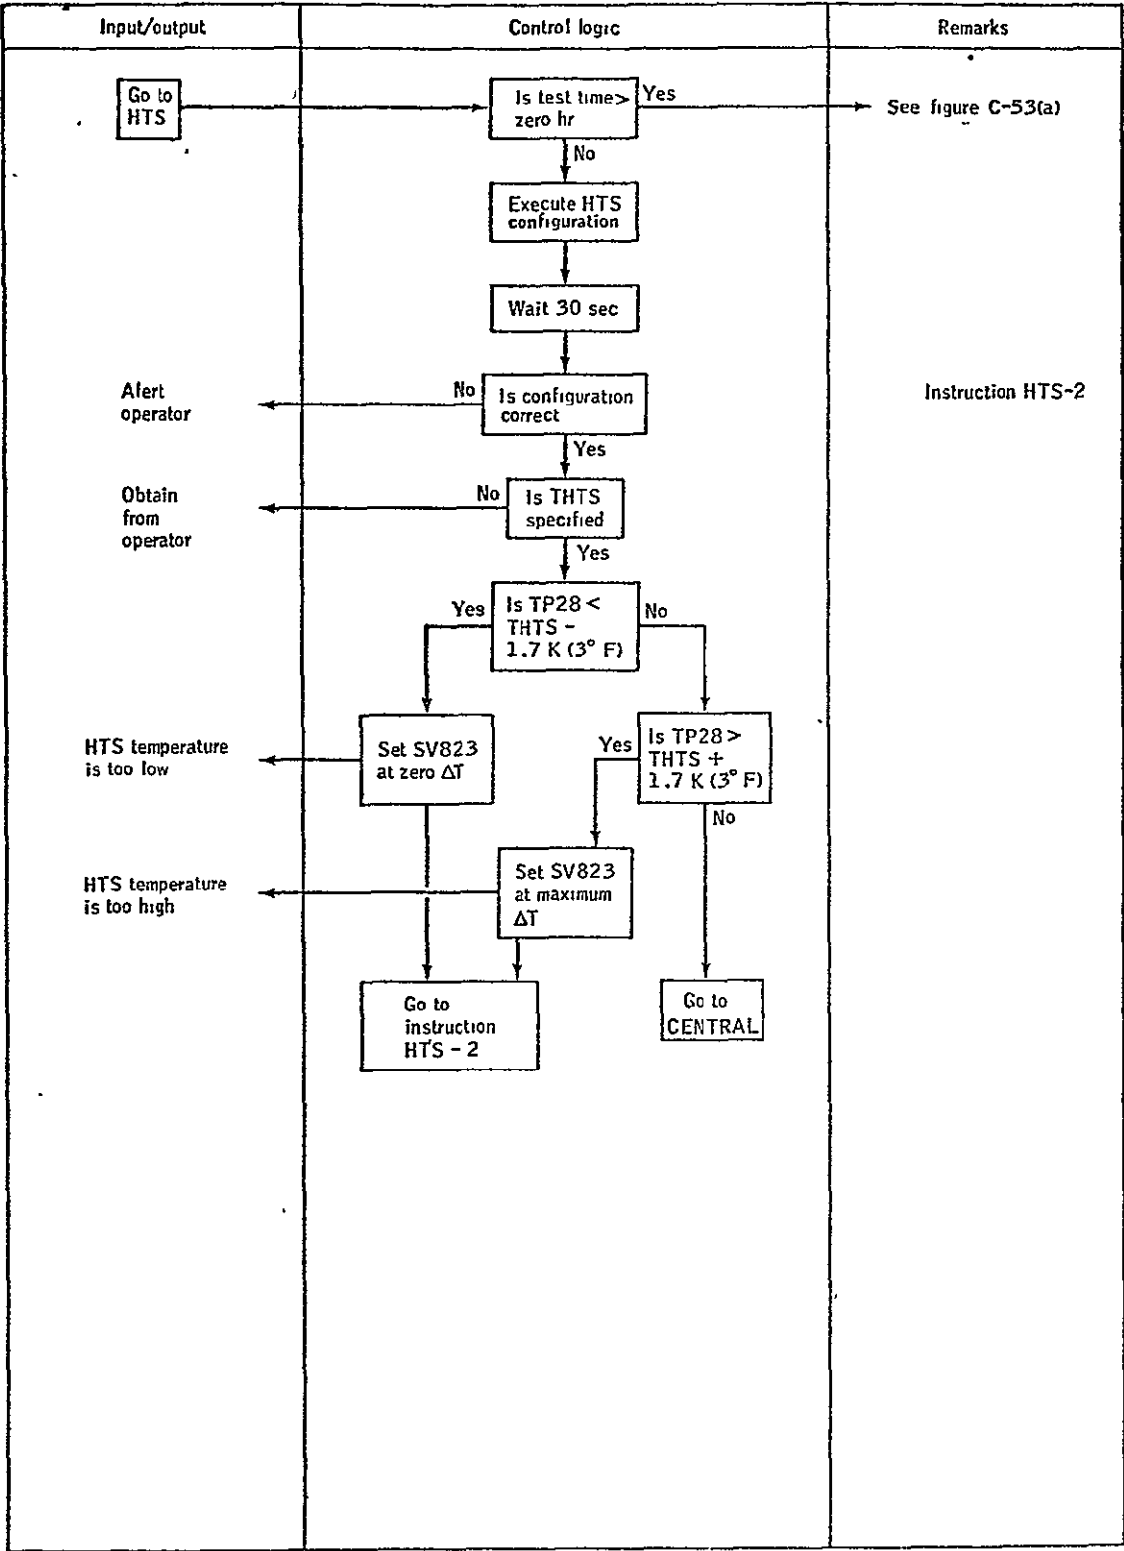 Input/output
Control logic
Remarks
Go to
HTS
Is test time>
zero hr
Yes
See figure C-53(a)
No
Execute HTS
configuration
Wait 30 sec
Alert
operator
No
Is configuration
correct
Instruction HTS-2
Yes
Obtain
from
operator
No
Is THTS
specified
Yes
Yes
Is TP28 <
THTS -
1.7 K (3° F)
No
HTS temperature
is too low
Set SV823
at zero ΔT
Yes
Is TP28 >
THTS +
1.7 K (3° F)
No
HTS temperature
is too high
Set SV823
at maximum
ΔT
Go to
instruction
HTS - 2
Go to
CENTRAL